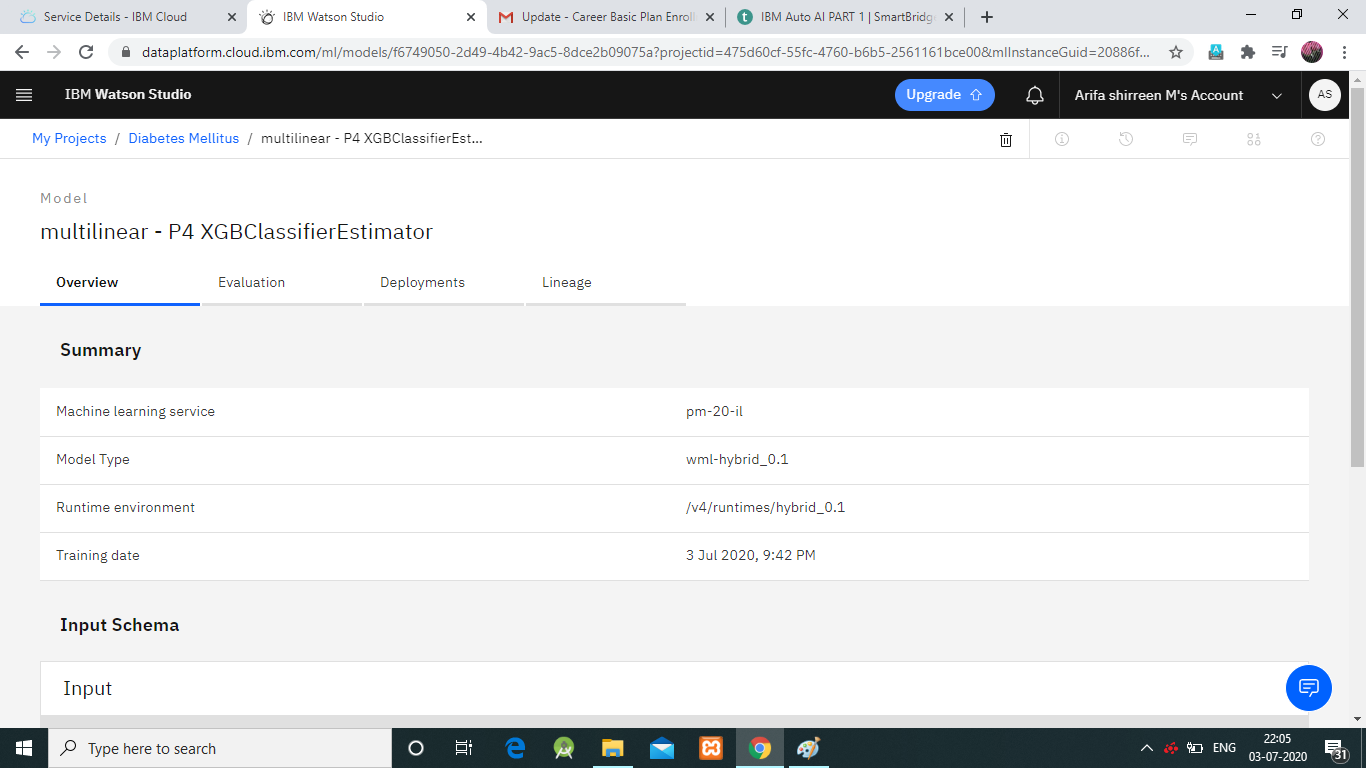 Service Details - IBM Cloud
IBM Watson Studio
Update - Career Basic Plan Enroll
IBM Auto AI PART 1 | SmartBridge
dataplatform.cloud.ibm.com/ml/models/f6749050-2d49-4b42-9ac5-8dce2b09075a?projectid=475d60cf-55fc-4760-b6b5-2561161bce00&mlInstanceGuid=20886f...
IBM Watson Studio
Upgrade
Arifa shirreen M's Account
AS
My Projects / Diabetes Mellitus / multilinear - P4 XGBClassifierEst...
Model
multilinear - P4 XGBClassifierEstimator
Overview
Evaluation
Deployments
Lineage
Summary
Machine learning service pm-20-il
Model Type wml-hybrid_0.1
Runtime environment /v4/runtimes/hybrid_0.1
Training date 3 Jul 2020, 9:42 PM
Input Schema
Input
Type here to search
ENG
22:05
03-07-2020
31